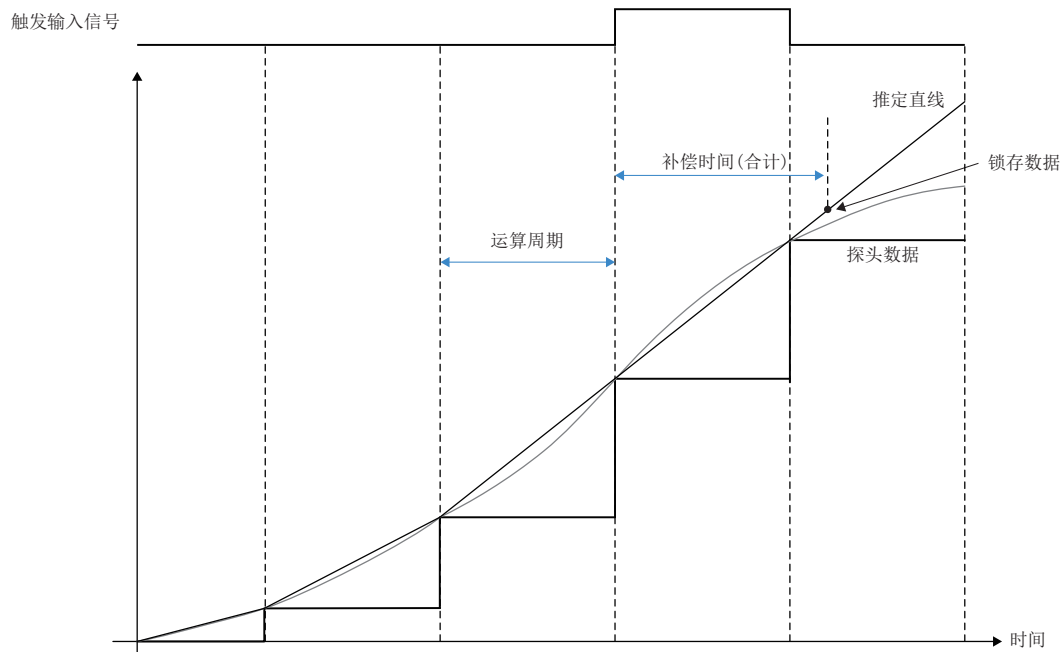 触发输入信号
推定直线
补偿时间(合计)
锁存数据
运算周期
探头数据
时间